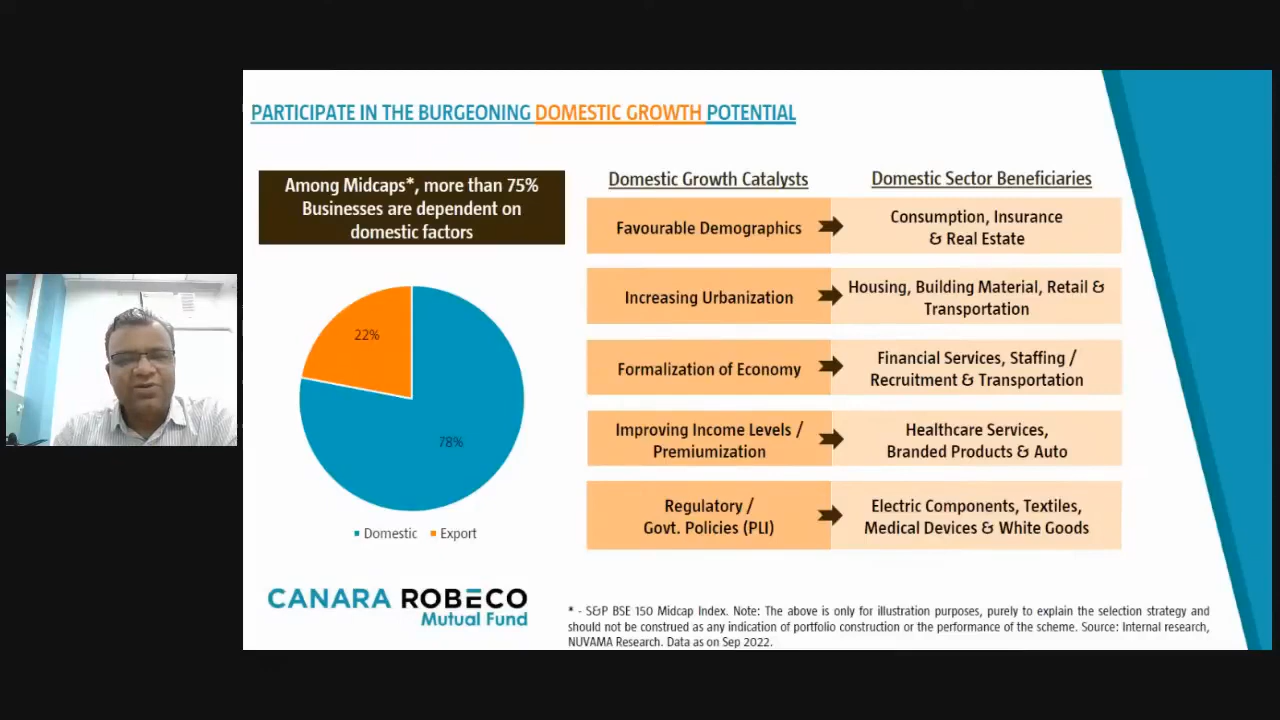 PARTICIPATE IN THE BURGEONING DOMESTIC GROWTH POTENTIAL
Among Midcaps*, more than 75%
Businesses are dependent on
domestic factors
22%
78%
Domestic Export
Domestic Growth Catalysts
Domestic Sector Beneficiaries
Favourable Demographics
Consumption, Insurance
& Real Estate
Increasing Urbanization
Housing, Building Material, Retail &
Transportation
Formalization of Economy
Financial Services, Staffing /
Recruitment & Transportation
Improving Income Levels /
Premiumization
Healthcare Services,
Branded Products & Auto
Regulatory /
Govt. Policies (PLI)
Electric Components, Textiles,
Medical Devices & White Goods
CANARA ROBECO
Mutual Fund
* - S&P BSE 150 Midcap Index. Note: The above is only for illustration purposes, purely to explain the selection strategy and
should not be construed as any indication of portfolio construction or the performance of the scheme. Source: Internal research,
NUVAMA Research. Data as on Sep 2022.